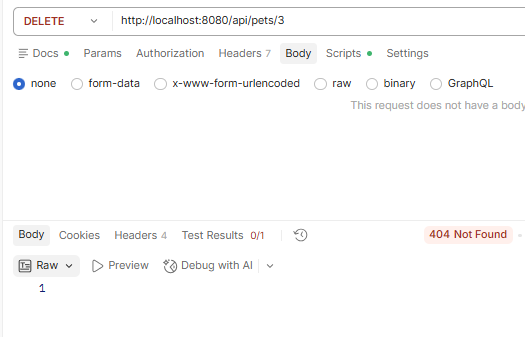 DELETE http://localhost:8080/api/pets/3
Docs Params Authorization Headers 7 Body Scripts Settings
none form-data x-www-form-urlencoded raw binary GraphQL
This request does not have a body
Body Cookies Headers 4 Test Results 0/1 404 Not Found
Raw Preview Debug with AI
1